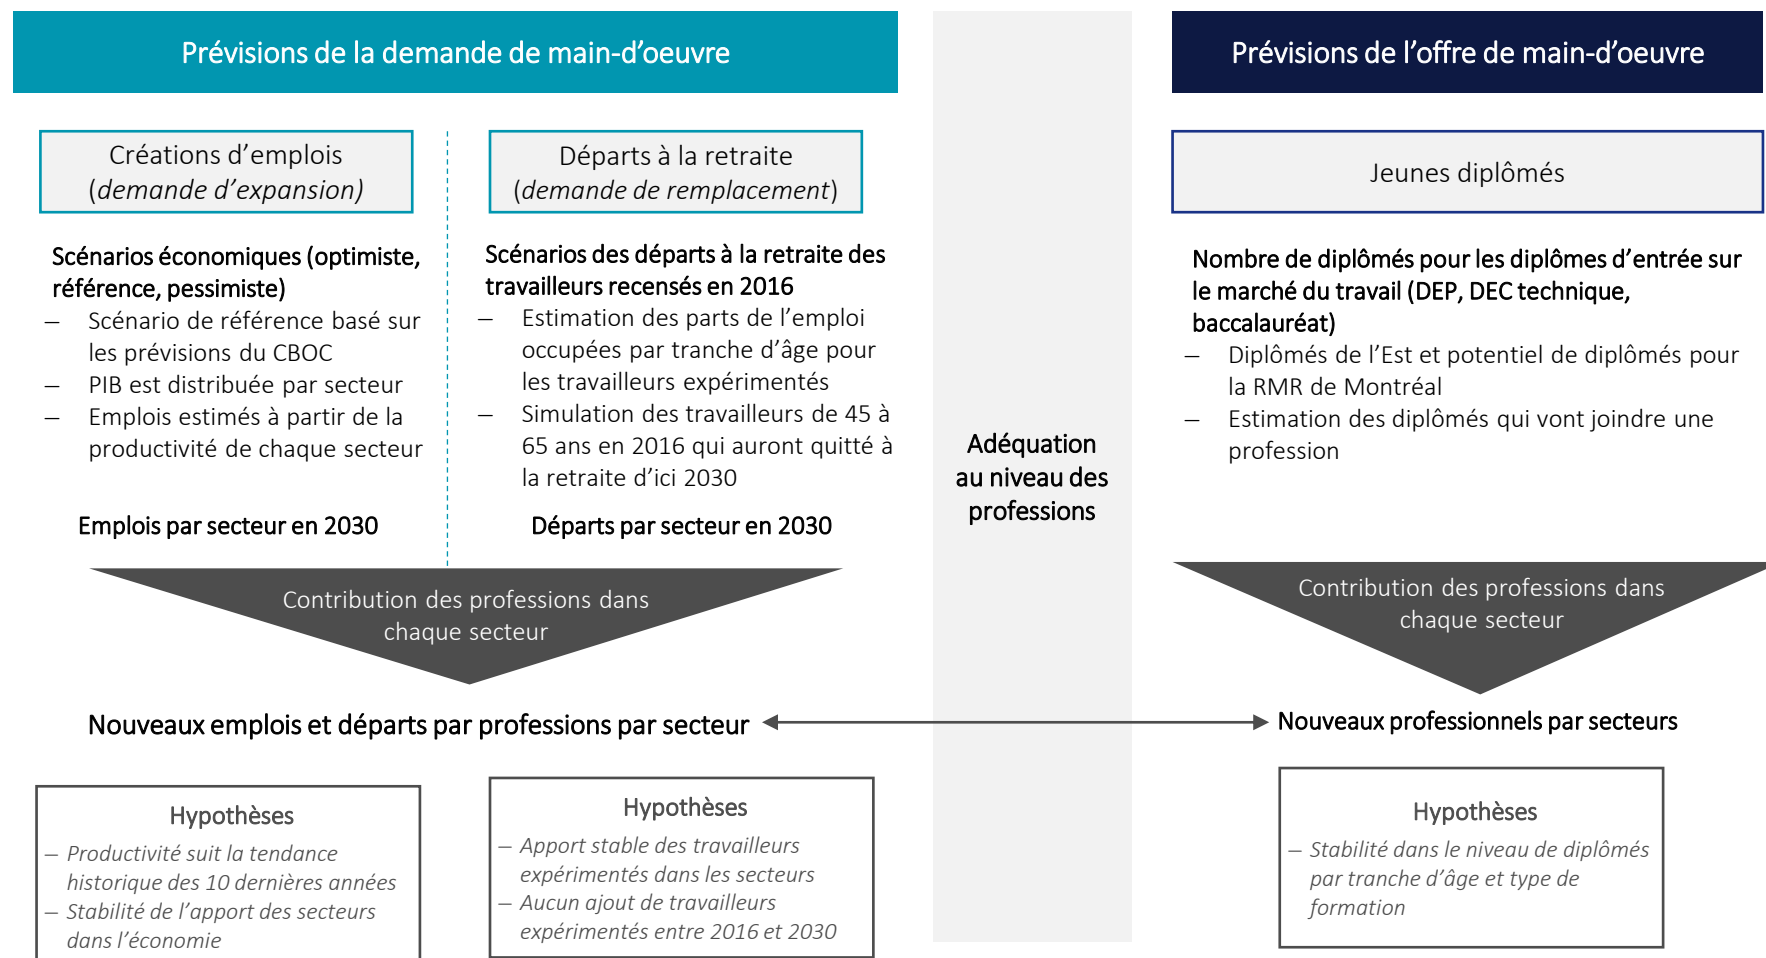 Prévisions de la demande de main-d'oeuvre
Créations d'emplois
(demande d'expansion)
Scénarios économiques (optimiste,
référence, pessimiste)
– Scénario de référence basé sur
les prévisions du CBOC
– PIB est distribuée par secteur
– Emplois estimés à partir de la
productivité de chaque secteur
Emplois par secteur en 2030
Départs à la retraite
(demande de remplacement)
Scénarios des départs à la retraite des
travailleurs recensés en 2016
– Estimation des parts de l'emploi
occupées par tranche d'âge pour
les travailleurs expérimentés
– Simulation des travailleurs de 45 à
65 ans en 2016 qui auront quitté à
la retraite d'ici 2030
Départs par secteur en 2030
Contribution des professions dans
chaque secteur
Nouveaux emplois et départs par professions par secteur
Hypothèses
– Productivité suit la tendance
historique des 10 dernières années
– Stabilité de l'apport des secteurs
dans l'économie
Hypothèses
– Apport stable des travailleurs
expérimentés dans les secteurs
– Aucun ajout de travailleurs
expérimentés entre 2016 et 2030
Adéquation
au niveau des
professions
Prévisions de l'offre de main-d'oeuvre
Jeunes diplômés
Nombre de diplômés pour les diplômes d'entrée sur
le marché du travail (DEP, DEC technique,
baccalauréat)
– Diplômés de l'Est et potentiel de diplômés pour
la RMR de Montréal
– Estimation des diplômés qui vont joindre une
profession
Contribution des professions dans
chaque secteur
Nouveaux professionnels par secteurs
Hypothèses
– Stabilité dans le niveau de diplômés
par tranche d'âge et type de
formation